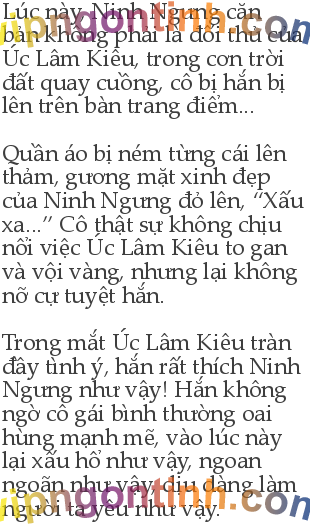 Lúc này, Ninh Ngưng căn
bản không phải là đối thủ của
Úc Lâm Kiêu, trong cơn trời
đất quay cuồng, cô bị hắn bị
lên trên bàn trang điểm...
Quần áo bị ném từng cái lên
thảm, gương mặt xinh đẹp
của Ninh Ngưng đỏ lên, “Xấu
xa...” Cô thật sự không chịu
nổi việc Úc Lâm Kiêu to gan
và vội vàng, nhưng lại không
nỡ cự tuyệt hắn.
Trong mắt Úc Lâm Kiêu tràn
đầy tình ý, hắn rất thích Ninh
Ngưng như vậy! Hắn không
ngờ cô gái bình thường oai
hùng mạnh mẽ, vào lúc này
lại xấu hổ như vậy, ngoan
ngoãn như vậy, dịu dàng làm
người ta yêu như vậy.
vipngontinh.com
vipngontinh.com